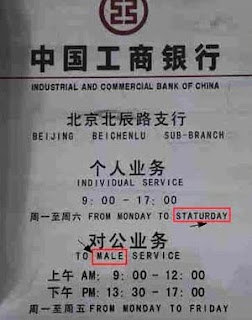 中国工商银行
INDUSTRIAL AND COMMERCIAL BANK OF CHINA
北京北辰路支行
BEIJING BEICHENLU SUB-BRANCH
个人业务
INDIVIDUAL SERVICE
9:00 - 17:00
周一至周六 FROM MONDAY TO STATURDAY
对公业务
TO MALE SERVICE
上午 AM: 9:00 - 12:00
下午 PM: 13:30 - 17:00
周一至周五 FROM MONDAY TO FRIDAY